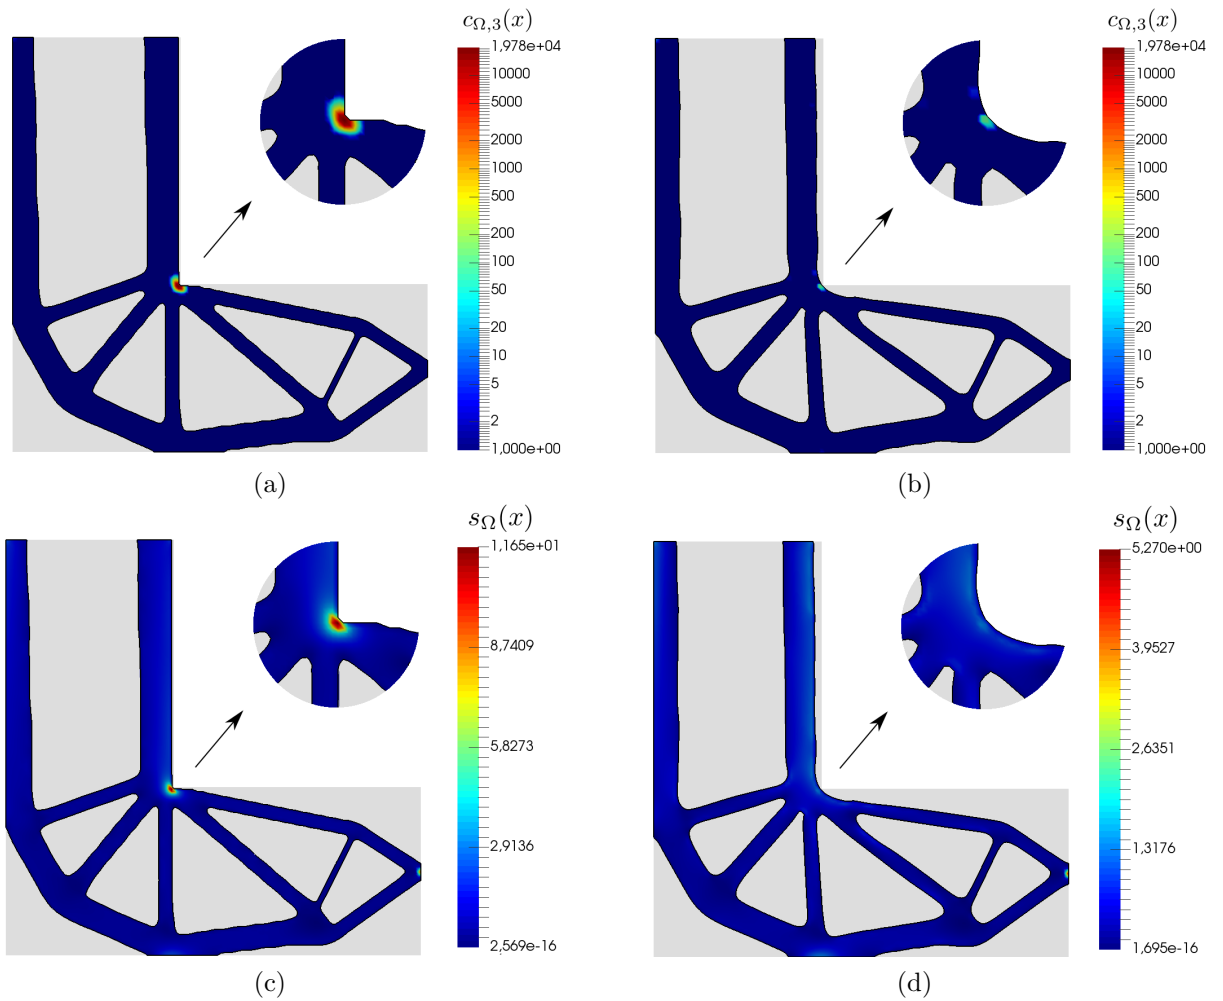 c_{Ω,3}(x)
1,978e+04
10000
5000
2000
1000
500
200
100
50
20
10
5
2
1,000e+00
(a)
c_{Ω,3}(x)
1,978e+04
10000
5000
2000
1000
500
200
100
50
20
10
5
2
1,000e+00
(b)
s_Ω(x)
1,165e+01
8,7409
5,8273
2,9136
2,569e-16
(c)
s_Ω(x)
5,270e+00
3,9527
2,6351
1,3176
1,695e-16
(d)